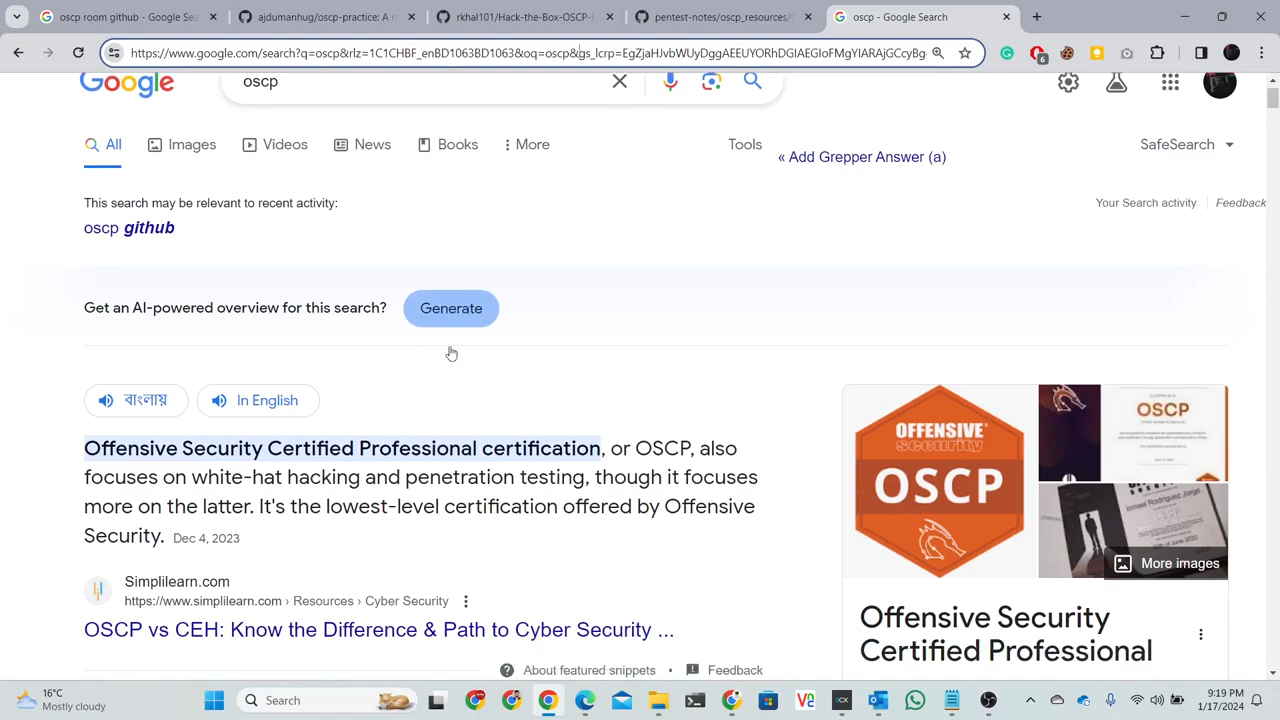 oscp room google - Google Sea
ajdumanhug/oscp-practice: A r
rkhal101/Hack-the-Box-OSCP-P
pentest-notes/oscp_resources/
oscp - Google Search
https://www.google.com/search?q=oscp&rlz=1C1CHBF_enBD1063BD1063&oq=oscp&gs_lcrp=EgZjaHJvbWUyDggAEEUYORhDGIAEGIoFMgYIARAjGCcyBg
6
Google
oscp
All
Images
Videos
News
Books
More
Tools
« Add Grepper Answer (a)
SafeSearch
This search may be relevant to recent activity:
Your Search activity
Feedback
oscp github
Get an AI-powered overview for this search?
Generate
বাংলায়
In English
Offensive Security Certified Professional certification, or OSCP, also
focuses on white-hat hacking and penetration testing, though it focuses
more on the latter. It's the lowest-level certification offered by Offensive
Security. Dec 4, 2023
Simplilearn.com
https://www.simplilearn.com › Resources › Cyber Security
OSCP vs CEH: Know the Difference & Path to Cyber Security ...
About featured snippets
Feedback
OFFENSIVE
security
OSCP
OSCP
Ismael Rodriguez Jorge
More images
Offensive Security
Certified Professional
16°C
Mostly cloudy
Search
9:19 PM
1/17/2024